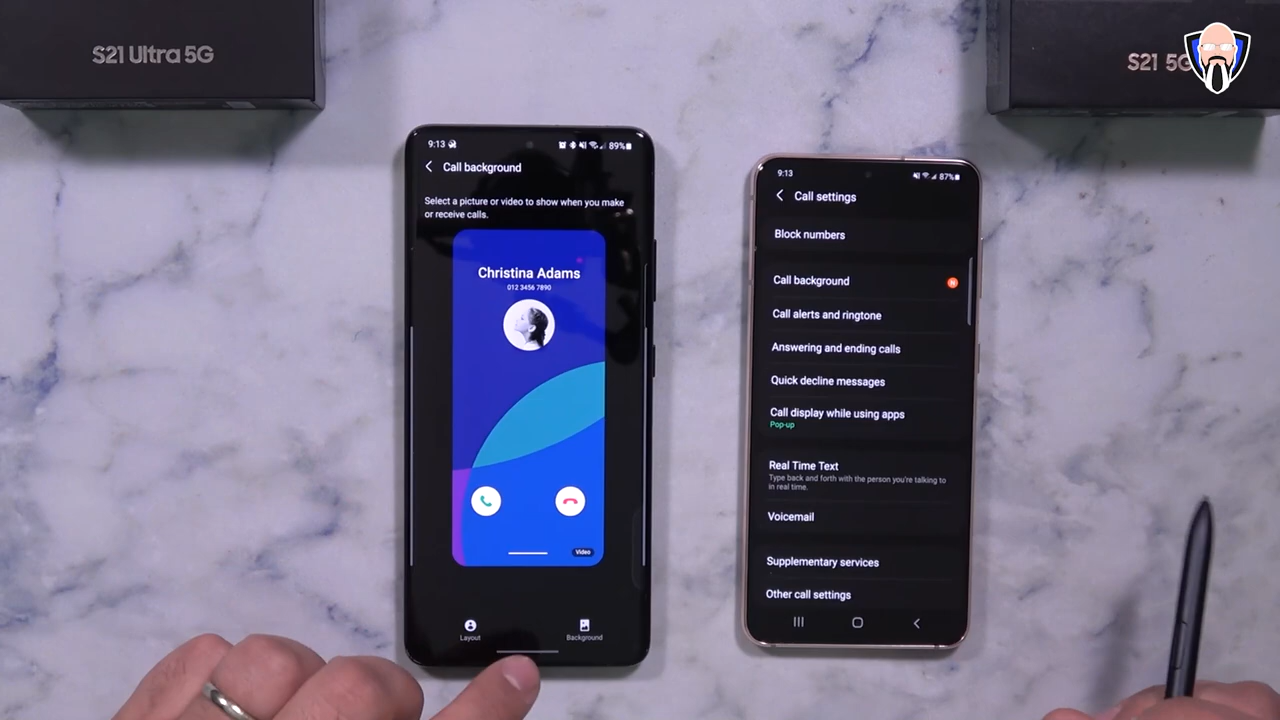 S21 Ultra 5G
S21 5G
9:13
89%
Call background
Select a picture or video to show when you make
or receive calls.
Christina Adams
012 3456 7890
Video
Layout
Background
9:13
87%
Call settings
Block numbers
Call background
N
Call alerts and ringtone
Answering and ending calls
Quick decline messages
Call display while using apps
Pop-up
Real Time Text
Type back and forth with the person you're talking to
in real time.
Voicemail
Supplementary services
Other call settings